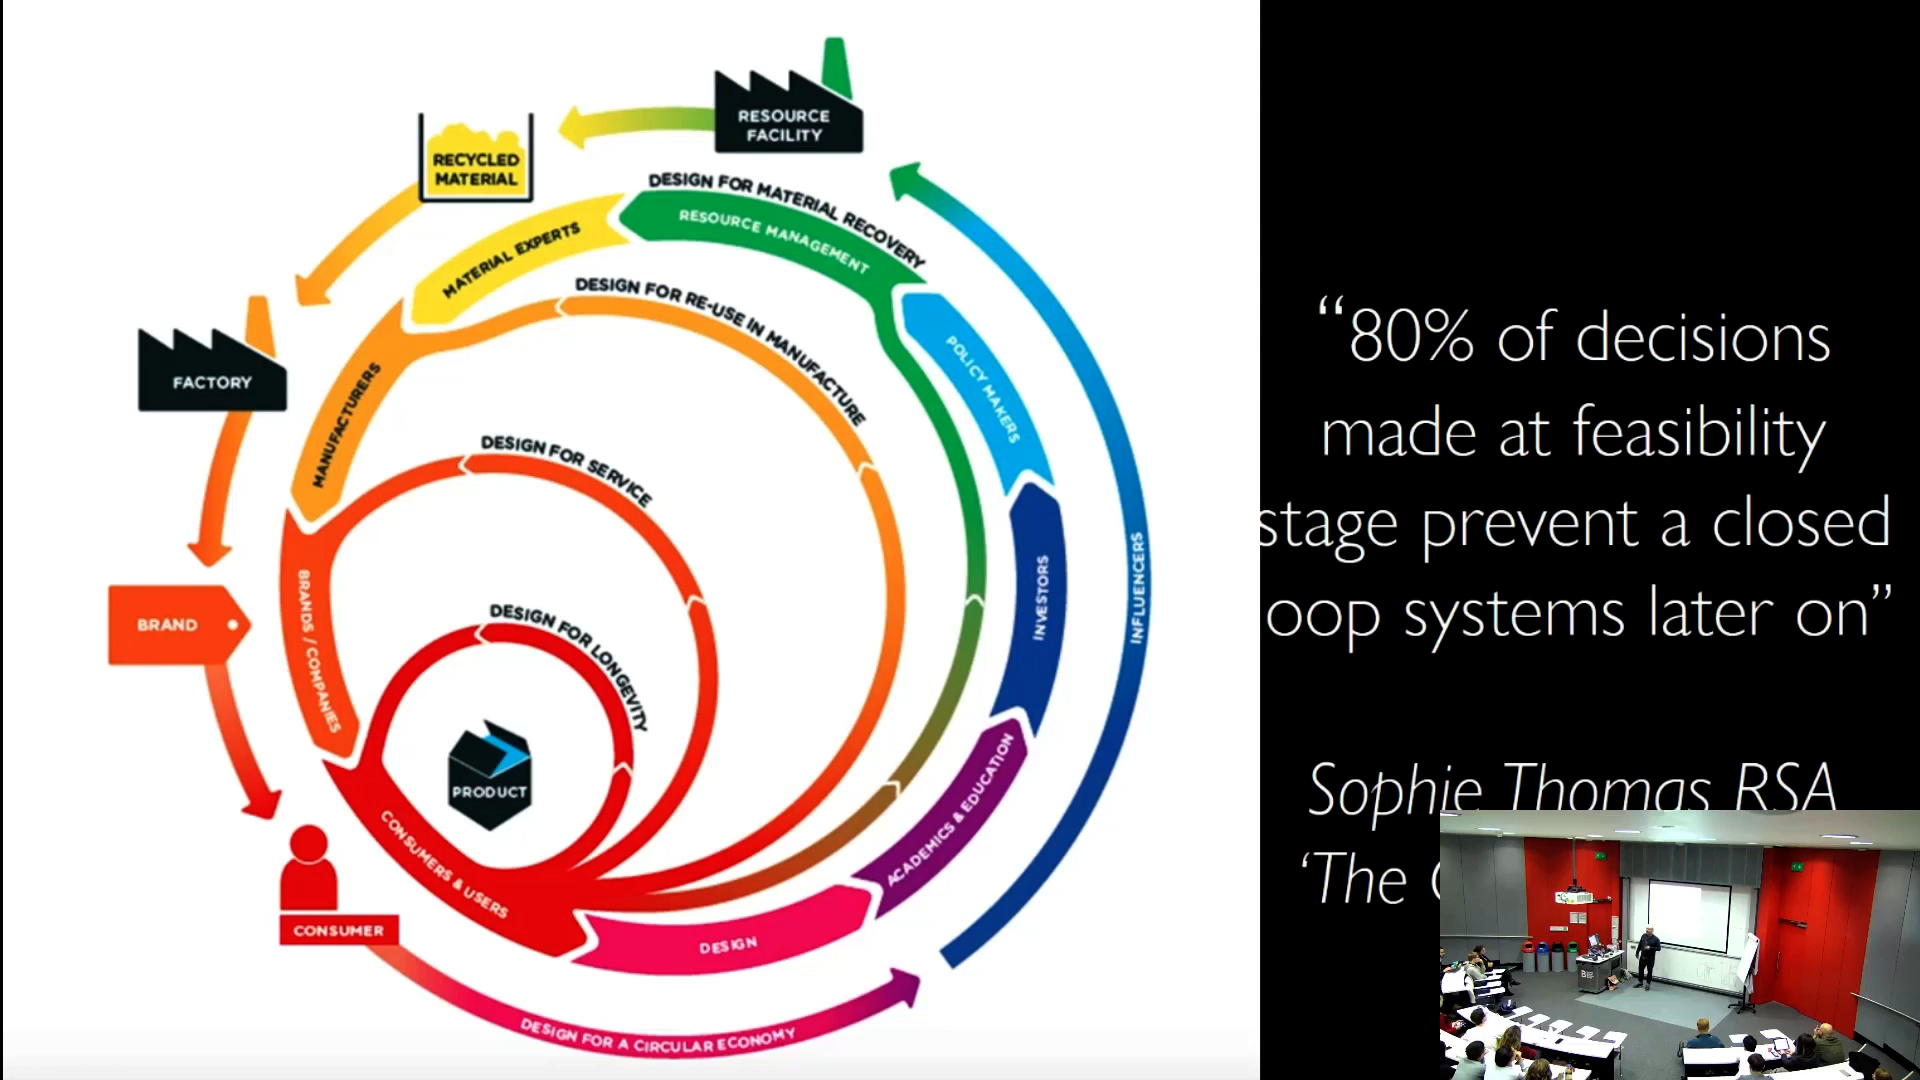 RESOURCE
FACILITY
RECYCLED
MATERIAL
DESIGN FOR MATERIAL RECOVERY
RESOURCE MANAGEMENT
MATERIAL EXPERTS
DESIGN FOR RE-USE IN MANUFACTURE
POLICY MAKERS
FACTORY
MANUFACTURERS
DESIGN FOR SERVICE
INVESTORS
INFLUENCERS
BRAND
BRANDS / COMPANIES
DESIGN FOR LONGEVITY
PRODUCT
ACADEMICS & EDUCATION
CONSUMERS & USERS
CONSUMER
DESIGN
DESIGN FOR A CIRCULAR ECONOMY
“80% of decisions
made at feasibility
stage prevent a closed
oop systems later on”
Sophie Thomas RSA
‘The